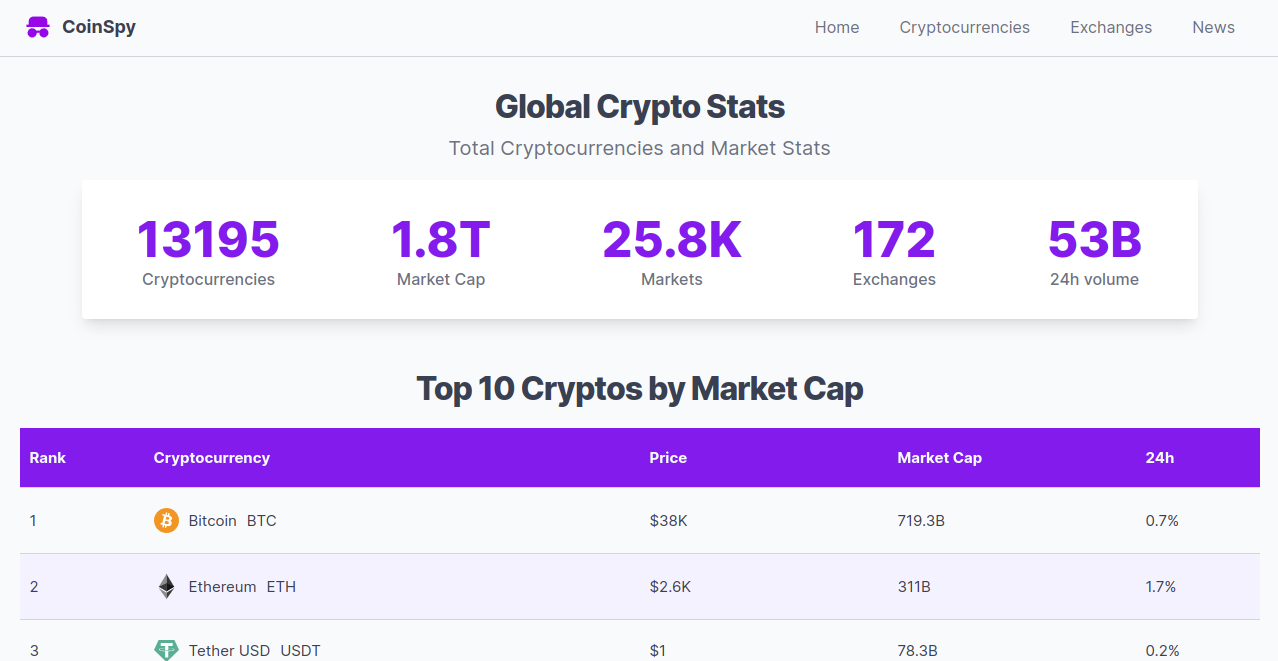 CoinSpy Home Cryptocurrencies Exchanges News
Global Crypto Stats
Total Cryptocurrencies and Market Stats
13195 1.8T 25.8K 172 53B
Cryptocurrencies Market Cap Markets Exchanges 24h volume
Top 10 Cryptos by Market Cap
Rank Cryptocurrency Price Market Cap 24h
1 Bitcoin BTC $38K 719.3B 0.7%
2 Ethereum ETH $2.6K 311B 1.7%
3 Tether USD USDT $1 78.3B 0.2%